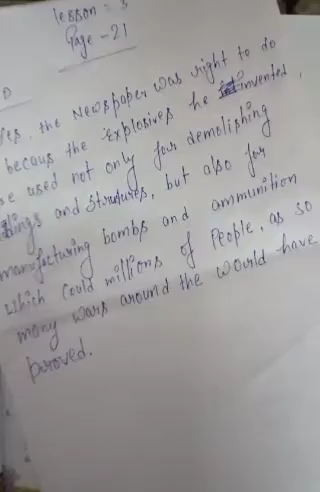 lesson = 3
Page - 21
D
Yes, the Newspaper was right to do
becaus the explosives he invented,
used not only four demolishing
and Structures, but also for
manufacturing bombs and ammunition
which Could millions of People, as so
many wars around the would have
proved.